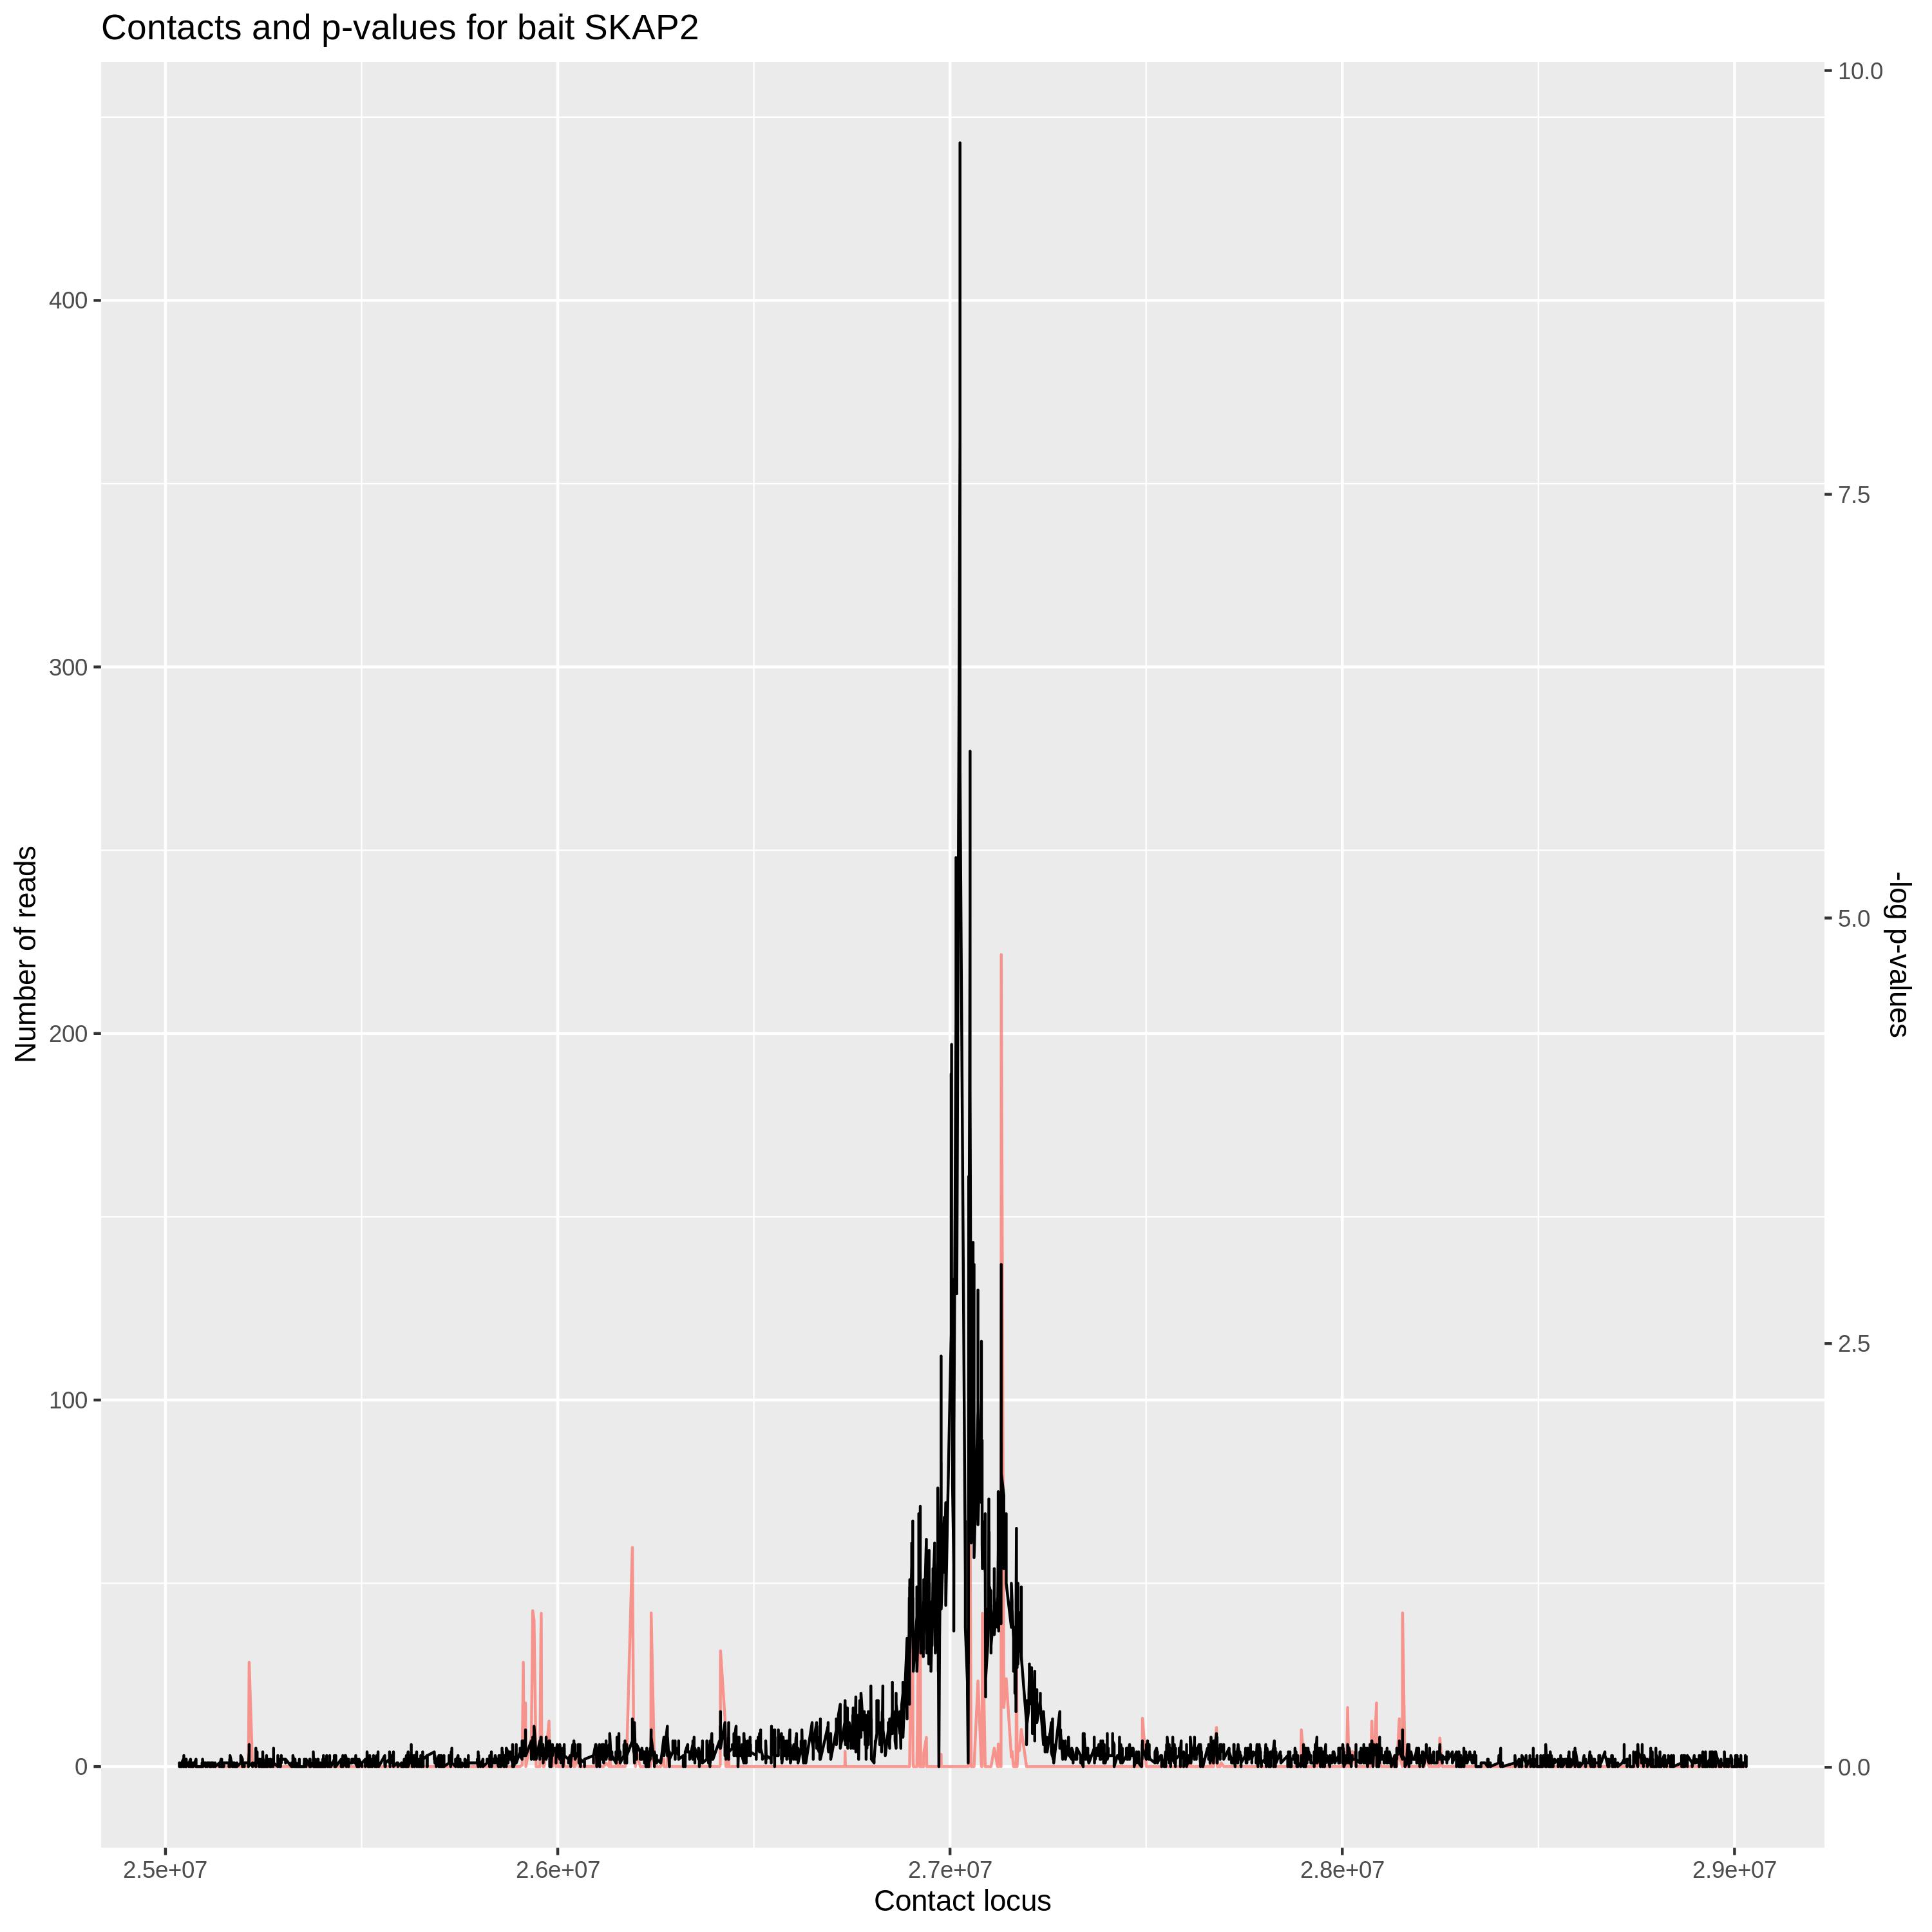 Contacts and p-values for bait SKAP2
Number of reads
400
300
200
100
0
10.0
7.5
5.0
2.5
0.0
-log p-values
2.5e+07 2.6e+07 2.7e+07 2.8e+07 2.9e+07
Contact locus